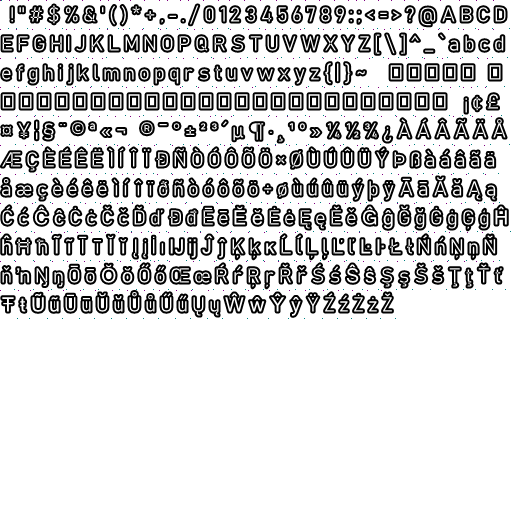 !"#$%&'()*+,-./0123456789:;<=>?@ABCD
EFGHIJKLMNOPQRSTUVWXYZ[\]^_`abcd
efghijklmnopqrstuvwxyz{|}~
¡¢£
¤¥¦§¨©ª«¬ ®¯°±²³´µ¶·¸¹º»¼½¾¿ÀÁÂÃÄÅ
ÆÇÈÉÊËÌÍÎÏÐÑÒÓÔÕÖ×ØÙÚÛÜÝÞßàáâãä
åæçèéêëìíîïðñòóôõö÷øùúûüýþÿĀāĂăĄą
ĆćĈĉĊċČčĎďĐđĒēĔĕĖėĘęĚěĜĝĞğĠġĢģĤ
ĥĦħĨĩĪīĬĭĮįİıĲĳĴĵĶķĸĹĺĻļĽľĿŀŁłŃńŅņŇ
ňŉŊŋŌōŎŏŐőŒœŔŕŖŗŘřŚśŜŝŞşŠšŢţŤť
ŦŧŨũŪūŬŭŮůŰűŲųŴŵŶŷŸŹźŻżŽ